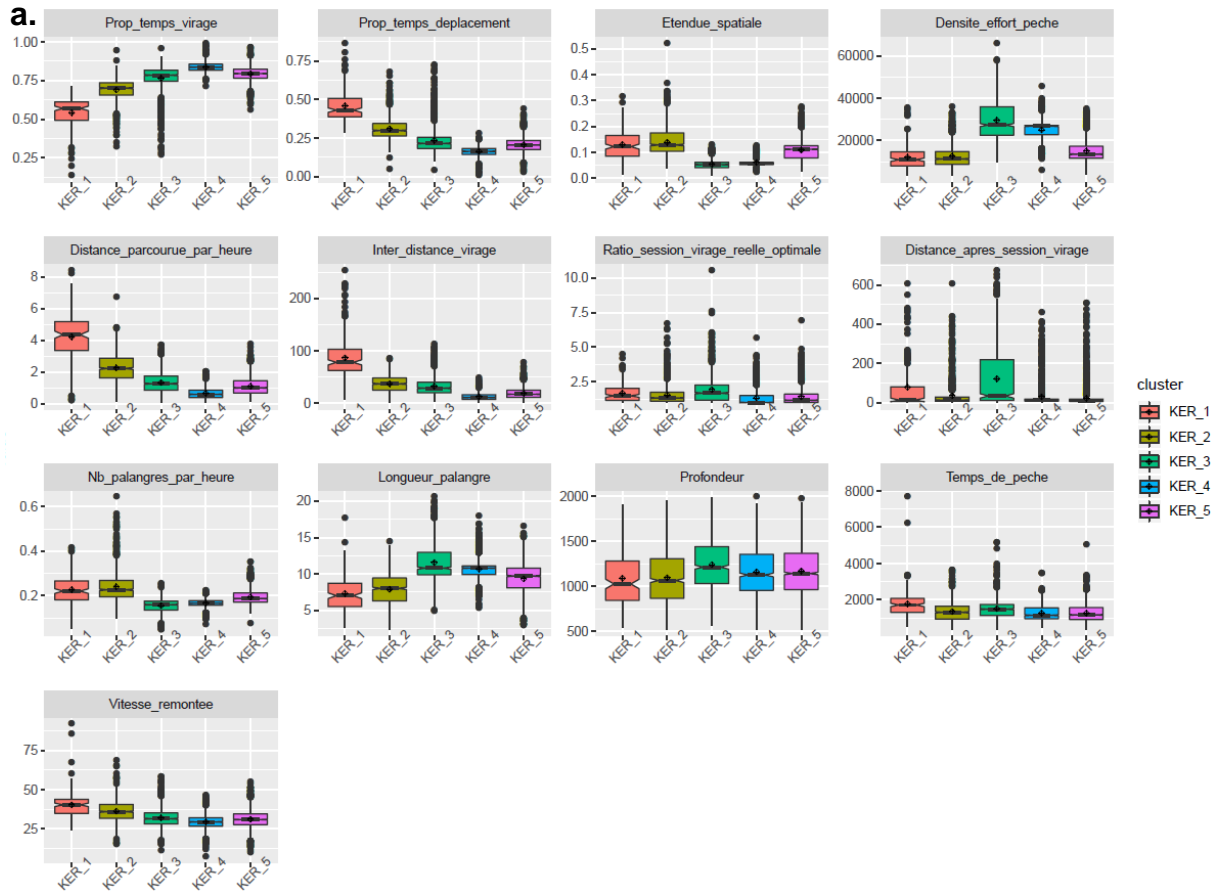 a.
Prop_temps_virage Prop_temps_deplacement Etendue_spatiale Densite_effort_peche
1.00 0.75 0.50 0.25
0.75 0.50 0.25 0.00
0.5 0.4 0.3 0.2 0.1 0.0
60000 40000 20000
KER_1 KER_2 KER_3 KER_4 KER_5 KER_1 KER_2 KER_3 KER_4 KER_5 KER_1 KER_2 KER_3 KER_4 KER_5 KER_1 KER_2 KER_3 KER_4 KER_5
Distance_parcourue_par_heure Inter_distance_virage Ratio_session_virage_reelle_optimale Distance_apres_session_virage
8 6 4 2 0
200 100 0
10.0 7.5 5.0 2.5
600 400 200 0
KER_1 KER_2 KER_3 KER_4 KER_5 KER_1 KER_2 KER_3 KER_4 KER_5 KER_1 KER_2 KER_3 KER_4 KER_5 KER_1 KER_2 KER_3 KER_4 KER_5
cluster
KER_1
KER_2
KER_3
KER_4
KER_5
Nb_palangres_par_heure Longueur_palangre Profondeur Temps_de_peche
0.6 0.4 0.2
20 15 10 5
2000 1500 1000 500
8000 6000 4000 2000
KER_1 KER_2 KER_3 KER_4 KER_5 KER_1 KER_2 KER_3 KER_4 KER_5 KER_1 KER_2 KER_3 KER_4 KER_5 KER_1 KER_2 KER_3 KER_4 KER_5
Vitesse_remontee
75
50
25
KER_1 KER_2 KER_3 KER_4 KER_5